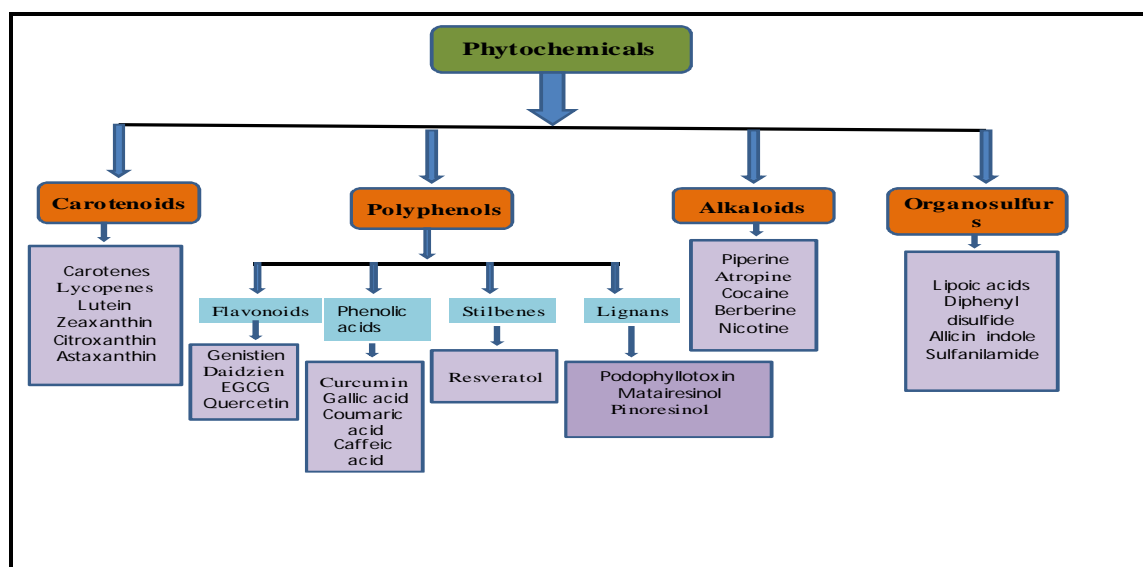 Phytochemicals
Carotenoids
Polyphenols
Alkaloids
Organosulfur
s
Carotenes
Lycopenes
Lutein
Zeaxanthin
Citroxanthin
Astaxanthin
Flavonoids
Phenolic
acids
Stilbenes
Lignans
Genistien
Daidzien
EGCG
Quercetin
Curcumin
Gallic acid
Coumaric
acid
Caffeic
acid
Resveratol
Podophyllotoxin
Matairesinol
Pinoresinol
Piperine
Atropine
Cocaine
Berberine
Nicotine
Lipoic acids
Diphenyl
disulfide
Allicin indole
Sulfanilamide